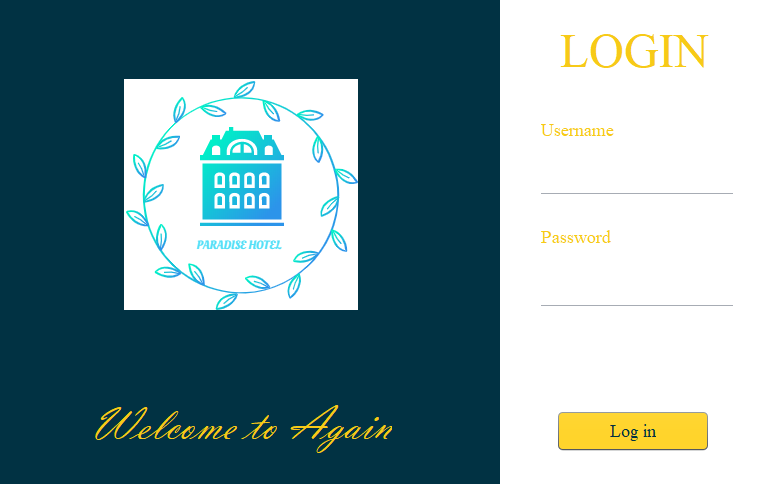 PARADISE HOTEL
Welcome to Again
LOGIN
Username
Password
Log in